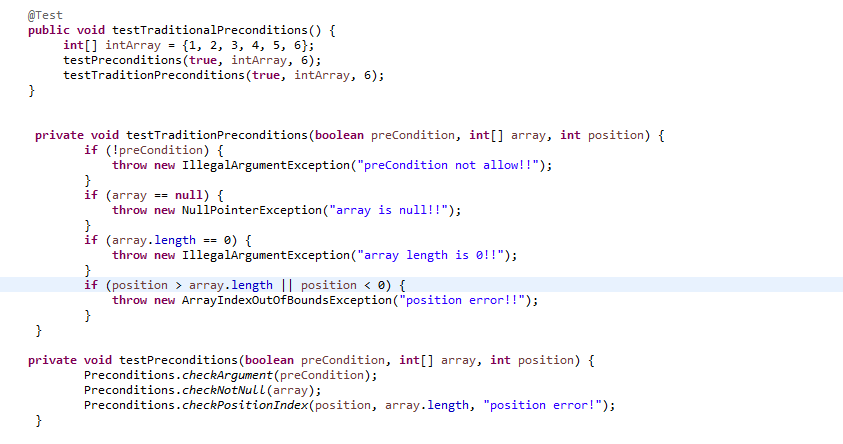 @Test
public void testTraditionalPreconditions() {
int[] intArray = {1, 2, 3, 4, 5, 6};
testPreconditions(true, intArray, 6);
testTraditionPreconditions(true, intArray, 6);
}
private void testTraditionPreconditions(boolean preCondition, int[] array, int position) {
if (!preCondition) {
throw new IllegalArgumentException("preCondition not allow!!");
}
if (array == null) {
throw new NullPointerException("array is null!!");
}
if (array.length == 0) {
throw new IllegalArgumentException("array length is 0!!");
}
if (position > array.length || position < 0) {
throw new ArrayIndexOutOfBoundsException("position error!!");
}
}
private void testPreconditions(boolean preCondition, int[] array, int position) {
Preconditions.checkArgument(preCondition);
Preconditions.checkNotNull(array);
Preconditions.checkPositionIndex(position, array.length, "position error!");
}